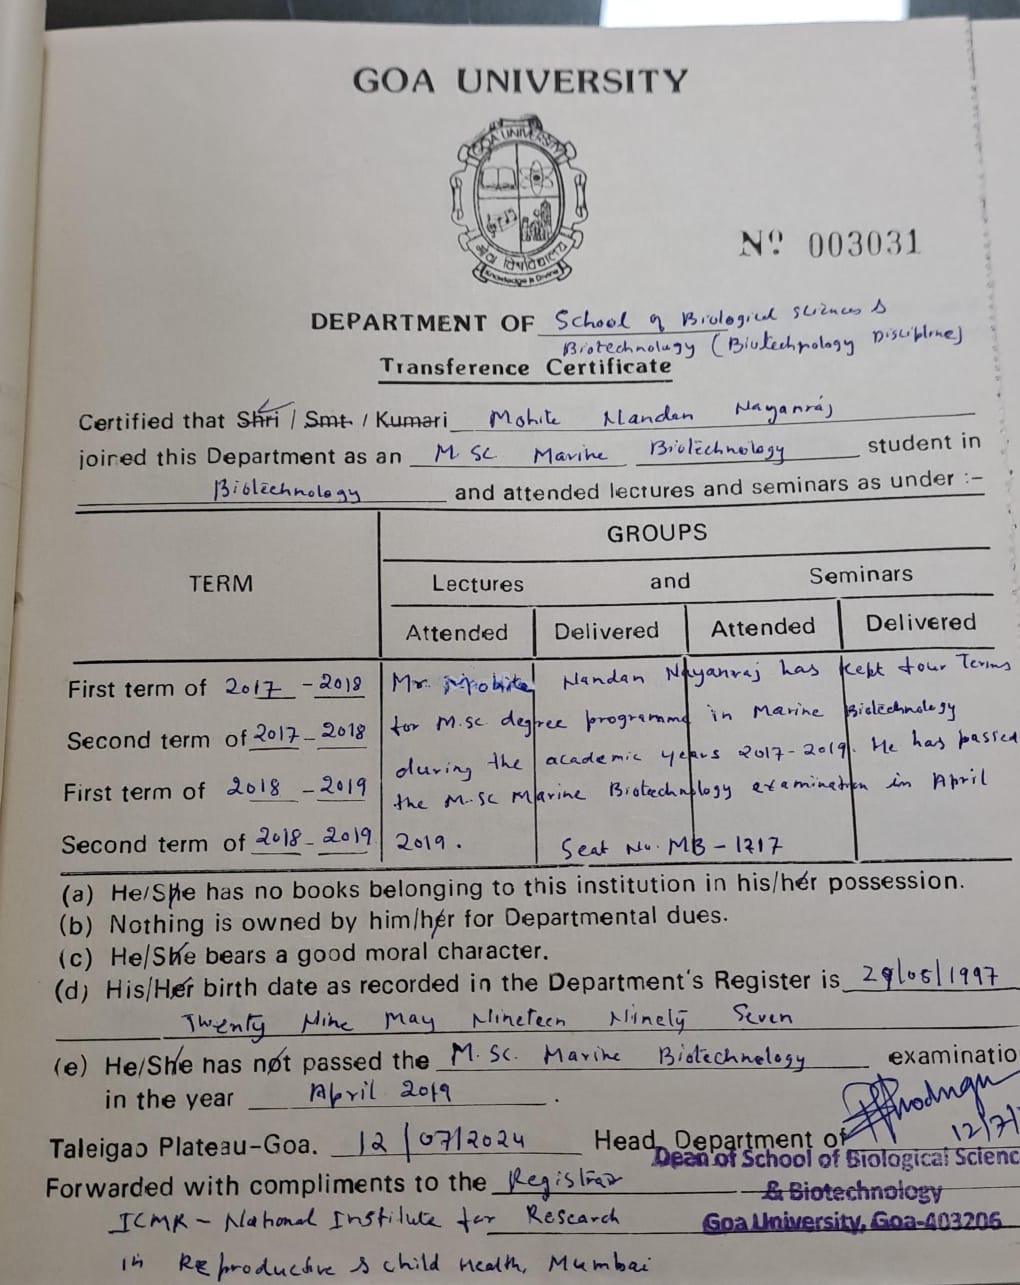 GOA UNIVERSITY
GOA UNIVERSITY
गोंय विद्यापीठ
Knowledge is Divine
Nº 003031
DEPARTMENT OF School of Biological Sciences &
Biotechnology (Biotechnology Discipline)
Transference Certificate
Certified that Shri / Smt. / Kumari Mohite Nandan Nayanraj
joined this Department as an M. Sc. Marine Biotechnology student in
Biotechnology and attended lectures and seminars as under :-
GROUPS
TERM Lectures and Seminars
Attended Delivered Attended Delivered
First term of 2017 - 2018 Mr. Mohite Nandan Nayanraj has kept four Terms
Second term of 2017 - 2018 for M.sc. degree programme in Marine Biotechnology
during the academic years 2017-2019. He has passed
First term of 2018 - 2019 the M.sc Marine Biotechnology examination in April
Second term of 2018 - 2019 2019. Seat No. MB - 1217
(a) He/She has no books belonging to this institution in his/her possession.
(b) Nothing is owned by him/her for Departmental dues.
(c) He/She bears a good moral character.
(d) His/Her birth date as recorded in the Department's Register is 29/05/1997
Twenty Nine May Nineteen Ninety Seven
(e) He/She has not passed the M. Sc. Marine Biotechnology examinatio
in the year April 2019 .
12/7/
Taleigao Plateau-Goa. 12/07/2024 Head, Department of
Dean of School of Biological Scienc
Forwarded with compliments to the Registrar
& Biotechnology
ICMR - National Institute for Research
Goa University, Goa-403206
in Reproductive & child Health, Mumbai